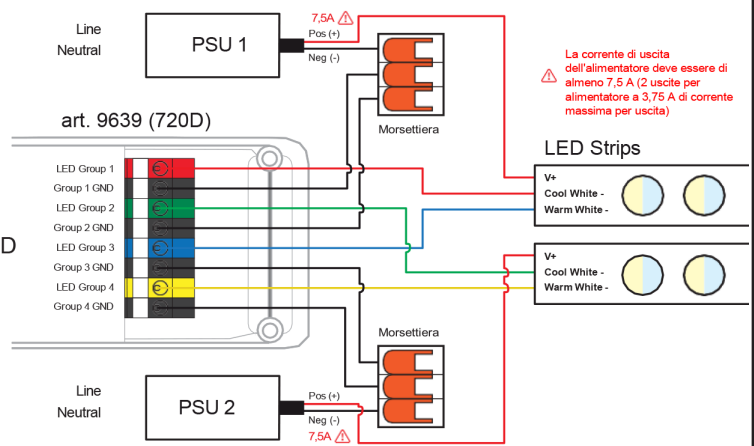 7,5A
Line
Neutral
PSU 1
Pos (+)
Neg (-)
Morsettiera
La corrente di uscita
dell'alimentatore deve essere di
almeno 7,5 A (2 uscite per
alimentatore a 3,75 A di corrente
massima per uscita)
art. 9639 (720D)
LED Strips
LED Group 1
Group 1 GND
LED Group 2
Group 2 GND
LED Group 3
Group 3 GND
LED Group 4
Group 4 GND
D
V+
Cool White -
Warm White -
V+
Cool White -
Warm White -
Morsettiera
Line
Neutral
PSU 2
Pos (+)
Neg (-)
7,5A